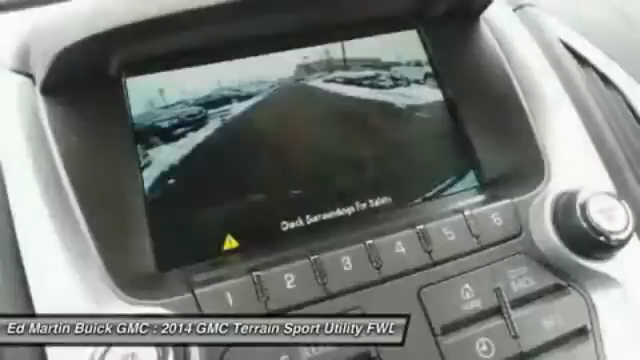 Check Surroundings For Safety
1 2 3 4 5 6
BACK
Ed Martin Buick GMC : 2014 GMC Terrain Sport Utility FWD